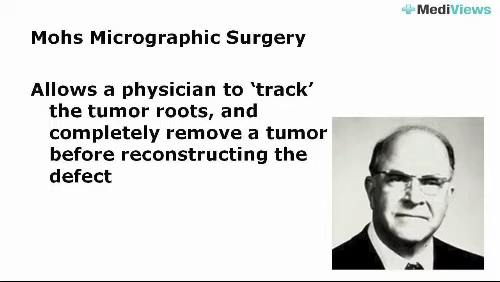 MediViews
Mohs Micrographic Surgery
Allows a physician to ‘track’
the tumor roots, and
completely remove a tumor
before reconstructing the
defect